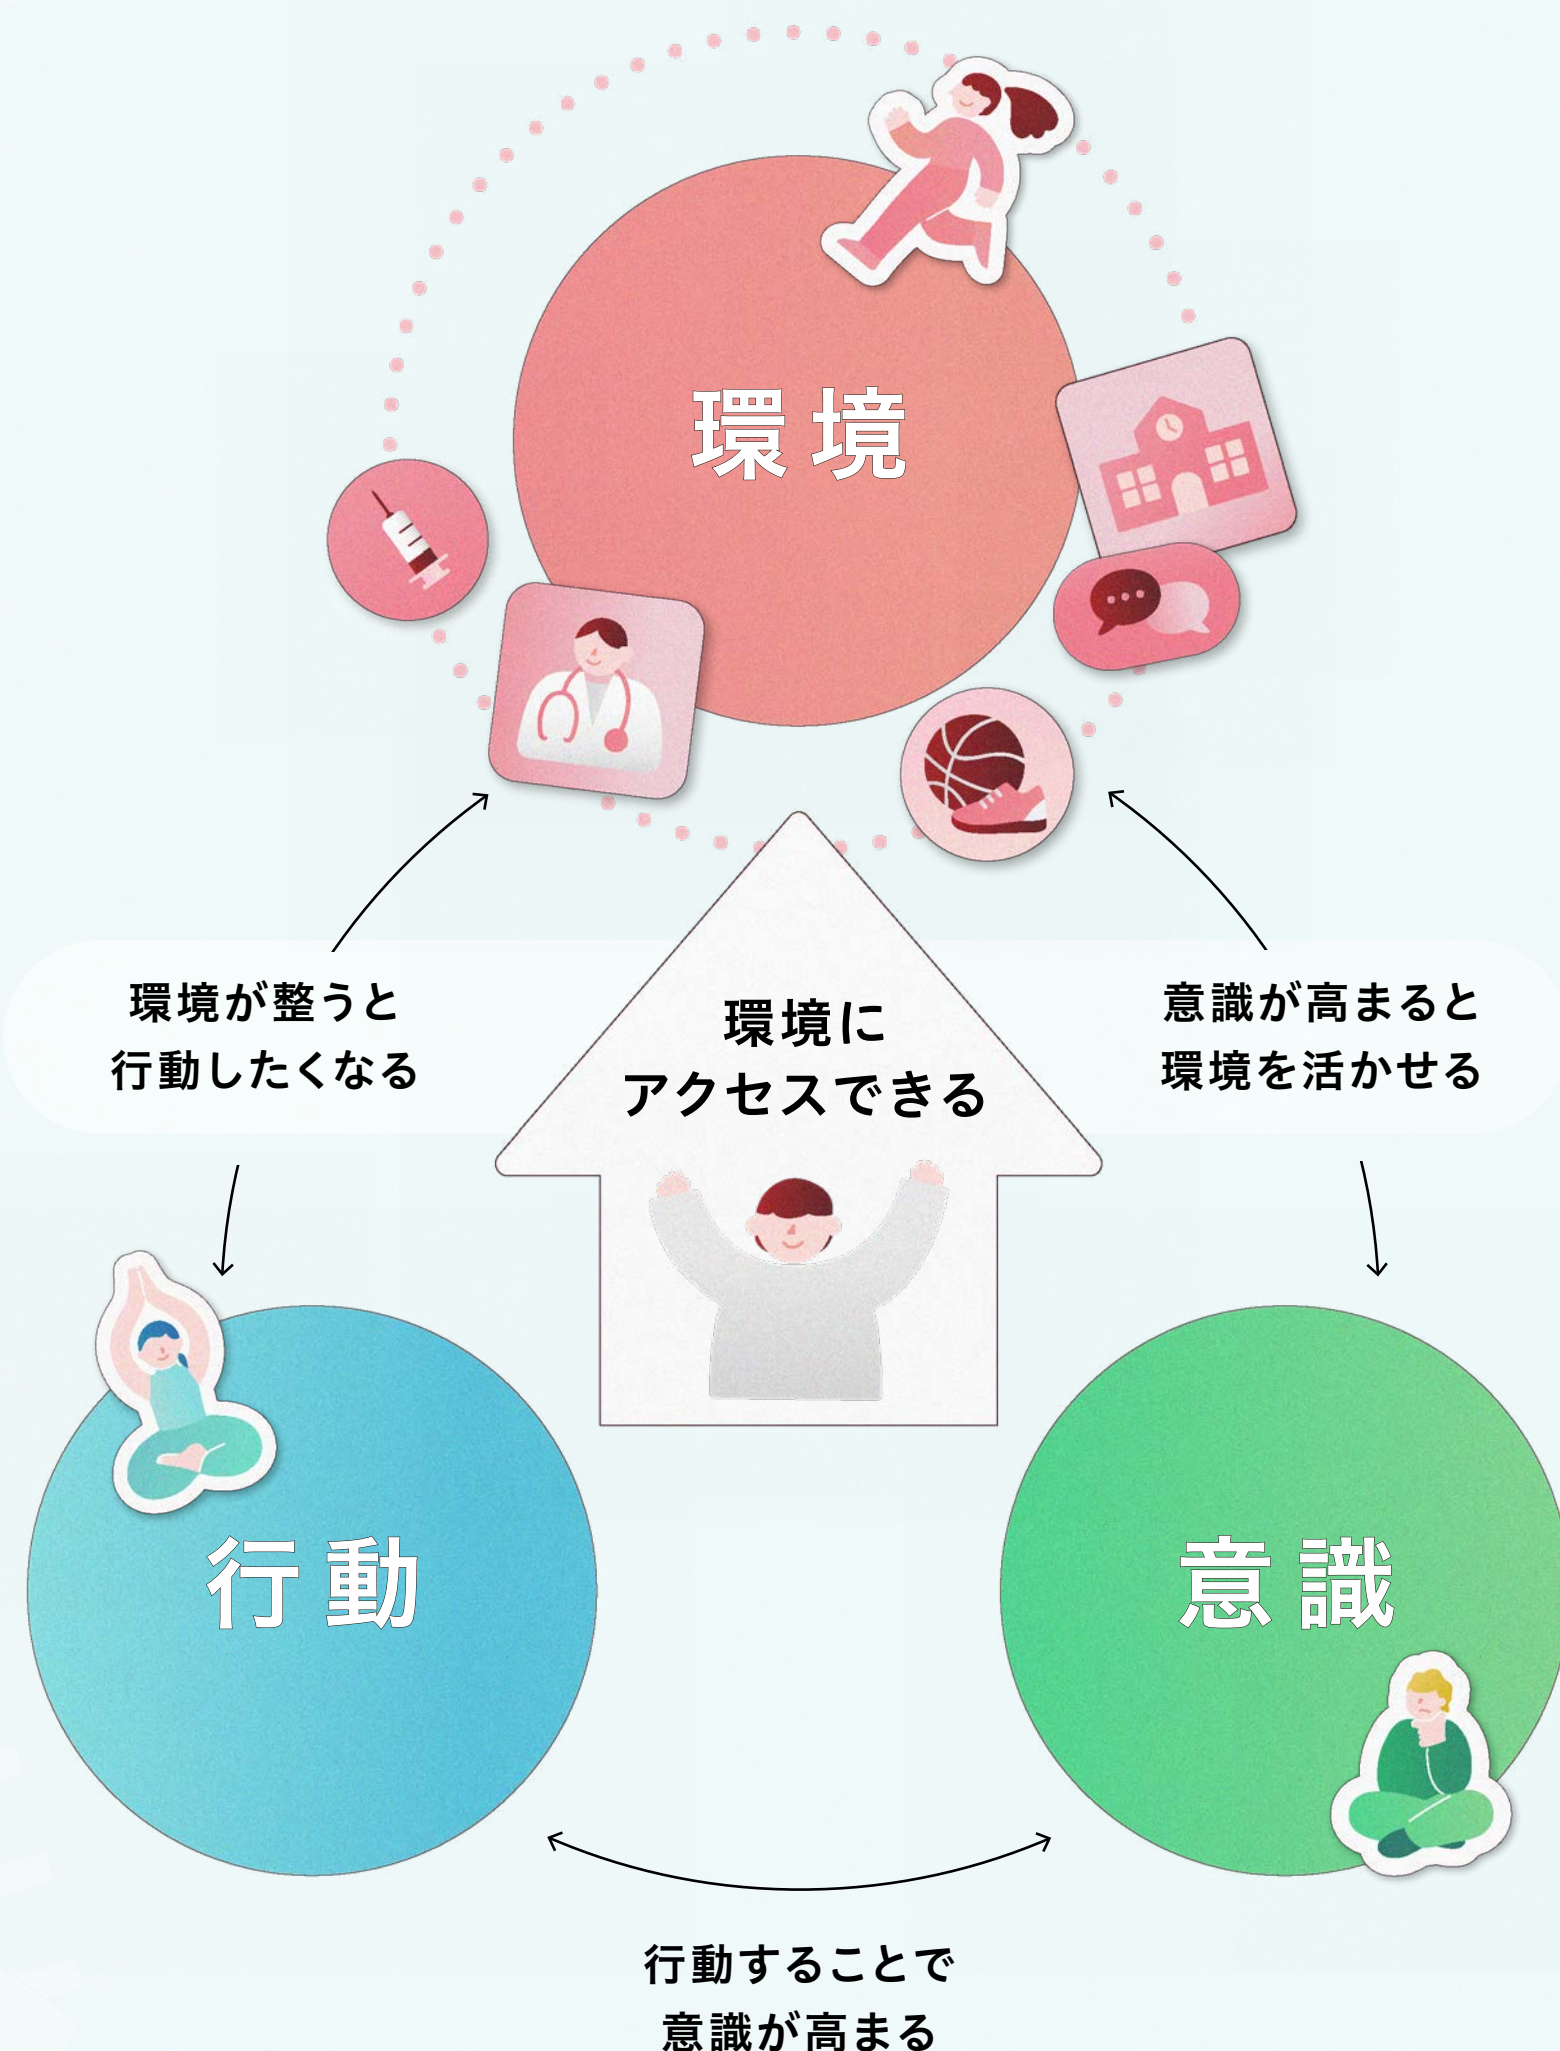 環境
環境が整うと
行動したくなる
環境に
アクセスできる
意識が高まると
環境を活かせる
行動
意識
行動することで
意識が高まる